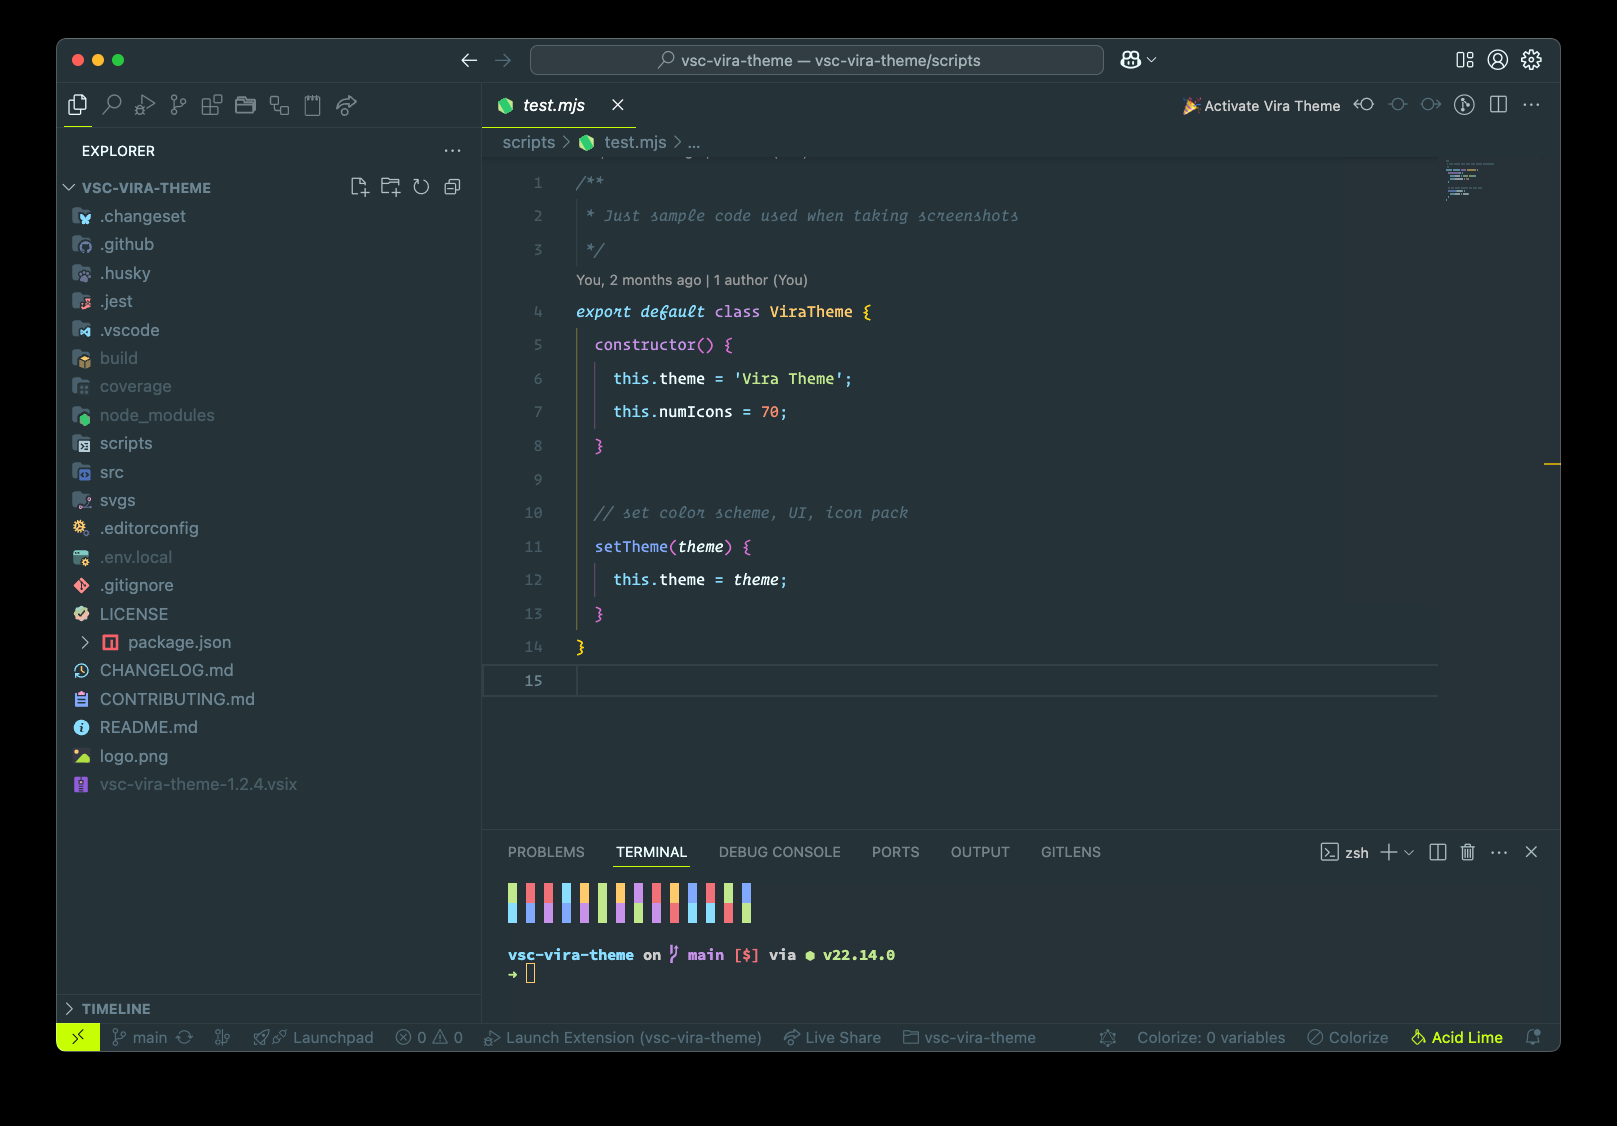 vsc-vira-theme — vsc-vira-theme/scripts
EXPLORER
VSC-VIRA-THEME
.changeset
.github
.husky
.jest
.vscode
build
coverage
node_modules
scripts
src
svgs
.editorconfig
.env.local
.gitignore
LICENSE
package.json
CHANGELOG.md
CONTRIBUTING.md
README.md
logo.png
vsc-vira-theme-1.2.4.vsix
TIMELINE
test.mjs
Activate Vira Theme
scripts > test.mjs > ...
1 /**
2 * Just sample code used when taking screenshots
3 */
You, 2 months ago | 1 author (You)
4 export default class ViraTheme {
5 constructor() {
6 this.theme = 'Vira Theme';
7 this.numIcons = 70;
8 }
9
10 // set color scheme, UI, icon pack
11 setTheme(theme) {
12 this.theme = theme;
13 }
14 }
15
PROBLEMS TERMINAL DEBUG CONSOLE PORTS OUTPUT GITLENS
zsh
vsc-vira-theme on main [$] via v22.14.0
➜
main Launchpad 0 0 Launch Extension (vsc-vira-theme) Live Share vsc-vira-theme Colorize: 0 variables Colorize Acid Lime